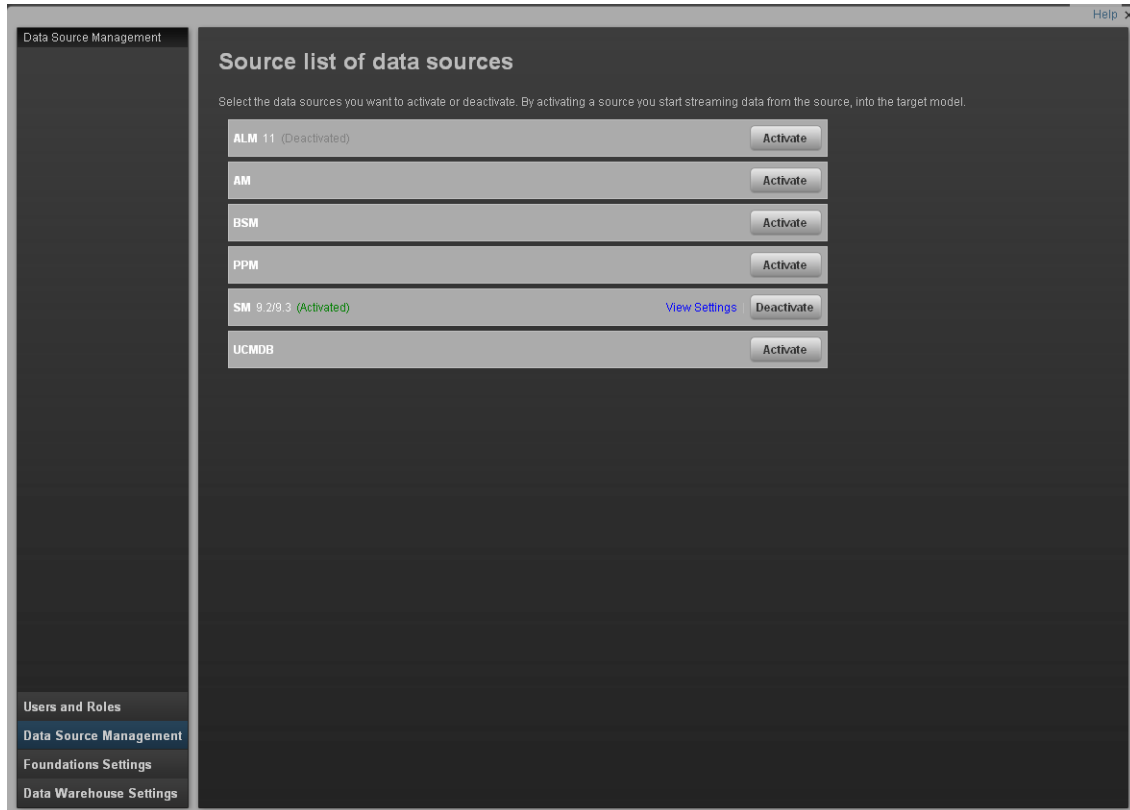 Help ×
Data Source Management
Source list of data sources
Select the data sources you want to activate or deactivate. By activating a source you start streaming data from the source, into the target model.
ALM 11 (Deactivated) Activate
AM Activate
BSM Activate
PPM Activate
SM 9.2/9.3 (Activated) View Settings | Deactivate
UCMDB Activate
Users and Roles
Data Source Management
Foundations Settings
Data Warehouse Settings